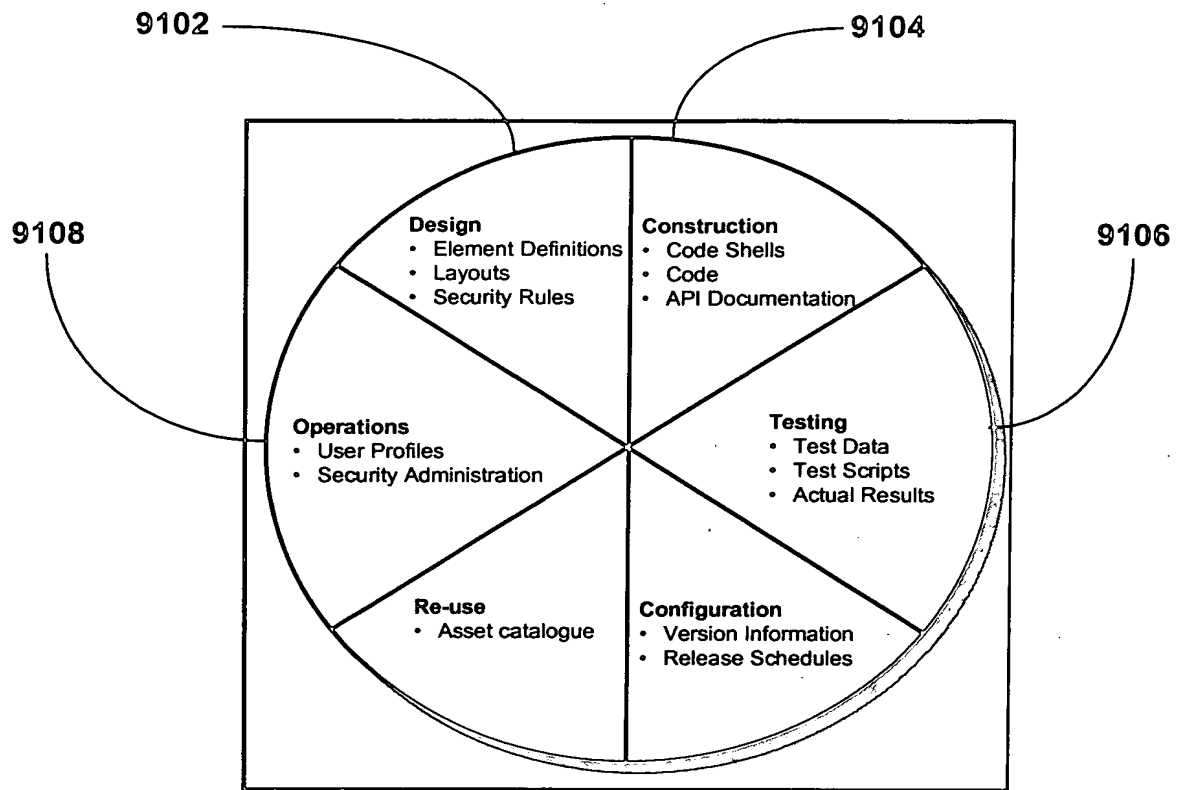 9102
9104
9108
9106
Design
• Element Definitions
• Layouts
• Security Rules
Construction
• Code Shells
• Code
• API Documentation
Operations
• User Profiles
• Security Administration
Testing
• Test Data
• Test Scripts
• Actual Results
Re-use
• Asset catalogue
Configuration
• Version Information
• Release Schedules